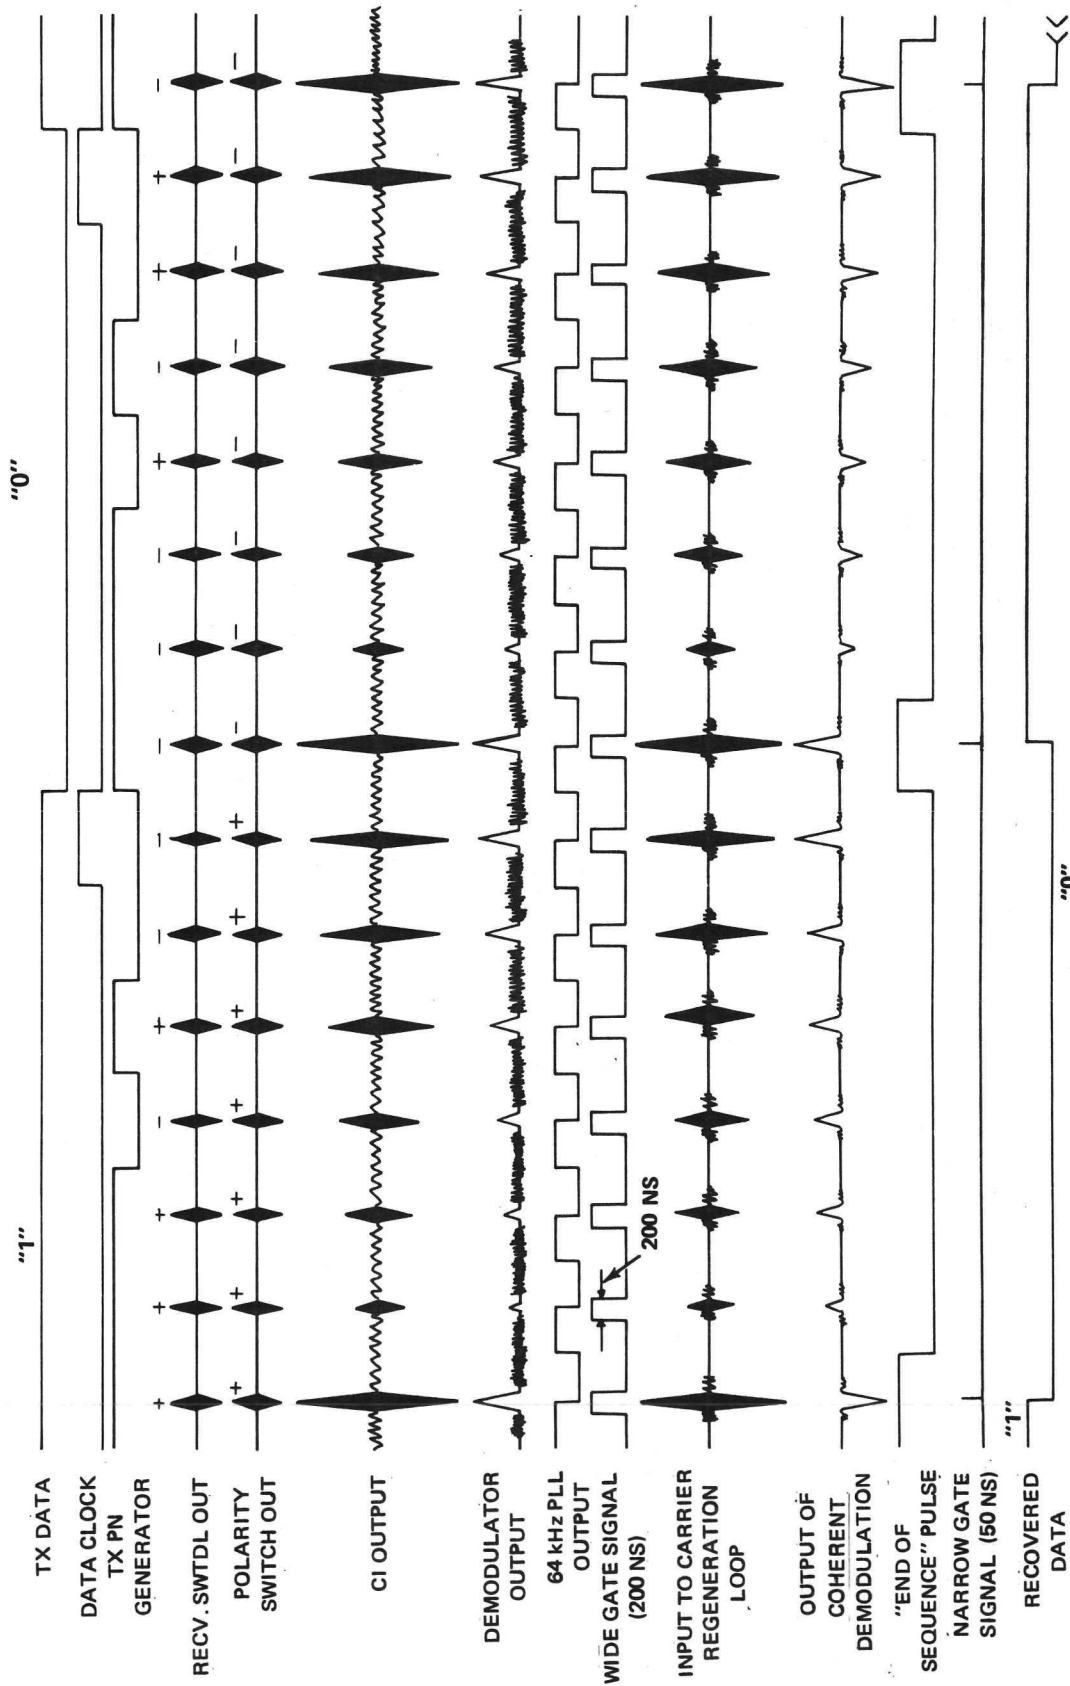 "1"
"0"
TX DATA
DATA CLOCK
TX PN
GENERATOR
+ + + + - + - - - - - + - + + -
RECV. SWTDL OUT
+ + + + + + + - - - - - - - -
POLARITY
SWITCH OUT
CI OUTPUT
DEMODULATOR
OUTPUT
64 kHz PLL
OUTPUT
WIDE GATE SIGNAL
(200 NS)
200 NS
INPUT TO CARRIER
REGENERATION
LOOP
OUTPUT OF
COHERENT
DEMODULATION
"END OF
SEQUENCE" PULSE
NARROW GATE
SIGNAL (50 NS)
"1"
RECOVERED
DATA
"0"